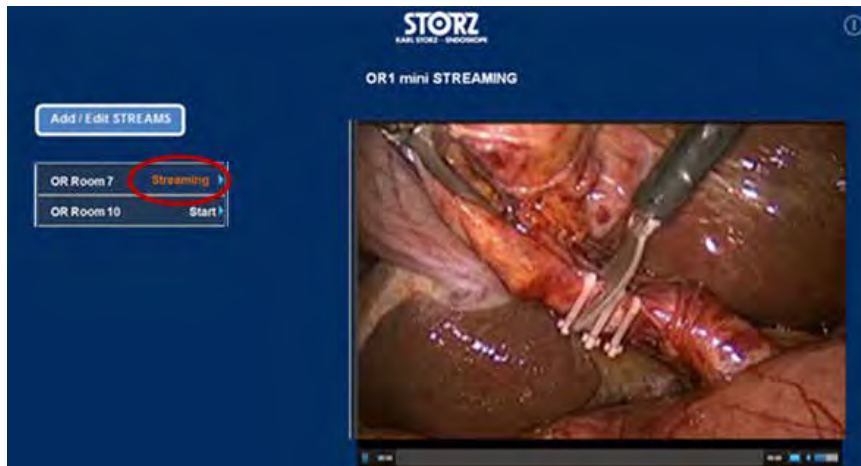 STORZ
KARL STORZ - ENDOSKOPE
OR1 mini STREAMING
Add / Edit STREAMS
OR Room 7 Streaming
OR Room 10 Start